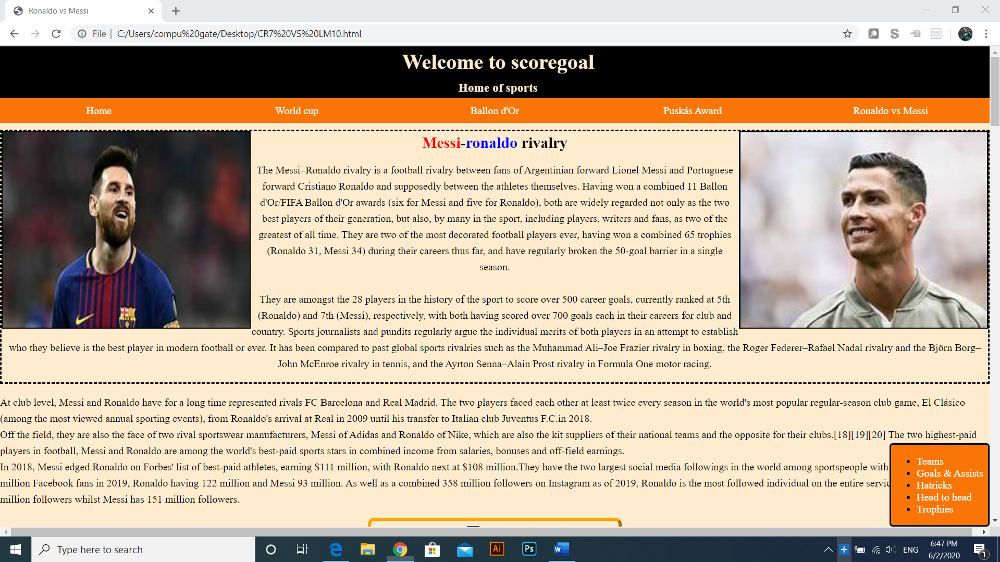 Ronaldo vs Messi
File
C:/Users/compu%20gate/Desktop/CR7%20VS%20LM10.html
Welcome to scoregoal
Home of sports
Home
World cup
Ballon d'Or
Puskás Award
Ronaldo vs Messi
Messi-ronaldo rivalry
The Messi–Ronaldo rivalry is a football rivalry between fans of Argentinian forward Lionel Messi and Portuguese
forward Cristiano Ronaldo and supposedly between the athletes themselves. Having won a combined 11 Ballon
d'Or/FIFA Ballon d'Or awards (six for Messi and five for Ronaldo), both are widely regarded not only as the two
best players of their generation, but also, by many in the sport, including players, writers and fans, as two of the
greatest of all time. They are two of the most decorated football players ever, having won a combined 65 trophies
(Ronaldo 31, Messi 34) during their careers thus far, and have regularly broken the 50-goal barrier in a single
season.
They are amongst the 28 players in the history of the sport to score over 500 career goals, currently ranked at 5th
(Ronaldo) and 7th (Messi), respectively, with both having scored over 700 goals each in their careers for club and
country. Sports journalists and pundits regularly argue the individual merits of both players in an attempt to establish
who they believe is the best player in modern football or ever. It has been compared to past global sports rivalries such as the Muhammad Ali–Joe Frazier rivalry in boxing, the Roger Federer–Rafael Nadal rivalry and the Björn Borg–
John McEnroe rivalry in tennis, and the Ayrton Senna–Alain Prost rivalry in Formula One motor racing.
At club level, Messi and Ronaldo have for a long time represented rivals FC Barcelona and Real Madrid. The two players faced each other at least twice every season in the world's most popular regular-season club game, El Clásico
(among the most viewed annual sporting events), from Ronaldo's arrival at Real in 2009 until his transfer to Italian club Juventus F.C.in 2018.
Off the field, they are also the face of two rival sportswear manufacturers, Messi of Adidas and Ronaldo of Nike, which are also the kit suppliers of their national teams and the opposite for their clubs.[18][19][20] The two highest-paid
players in football, Messi and Ronaldo are among the world's best-paid sports stars in combined income from salaries, bonuses and off-field earnings.
In 2018, Messi edged Ronaldo on Forbes' list of best-paid athletes, earning $111 million, with Ronaldo next at $108 million.They have the two largest social media followings in the world among sportspeople with
million Facebook fans in 2019, Ronaldo having 122 million and Messi 93 million. As well as a combined 358 million followers on Instagram as of 2019, Ronaldo is the most followed individual on the entire
million followers whilst Messi has 151 million followers.
Teams
Goals & Assists
Hatricks
Head to head
Trophies
Type here to search
Ai
Ps
W
ENG
6:47 PM
6/2/2020
1